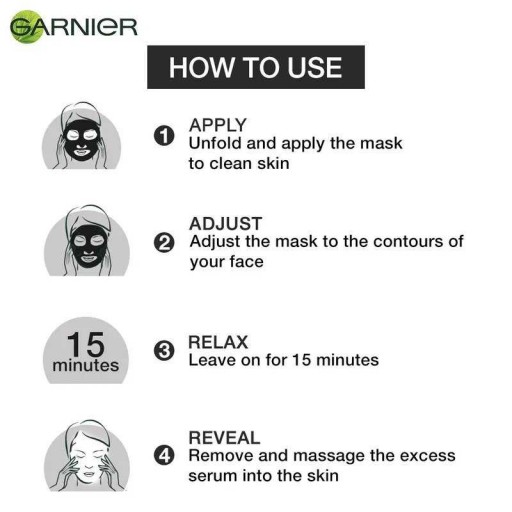 GARNIER
HOW TO USE
1 APPLY
Unfold and apply the mask
to clean skin
2 ADJUST
Adjust the mask to the contours of
your face
15
minutes
3 RELAX
Leave on for 15 minutes
4 REVEAL
Remove and massage the excess
serum into the skin